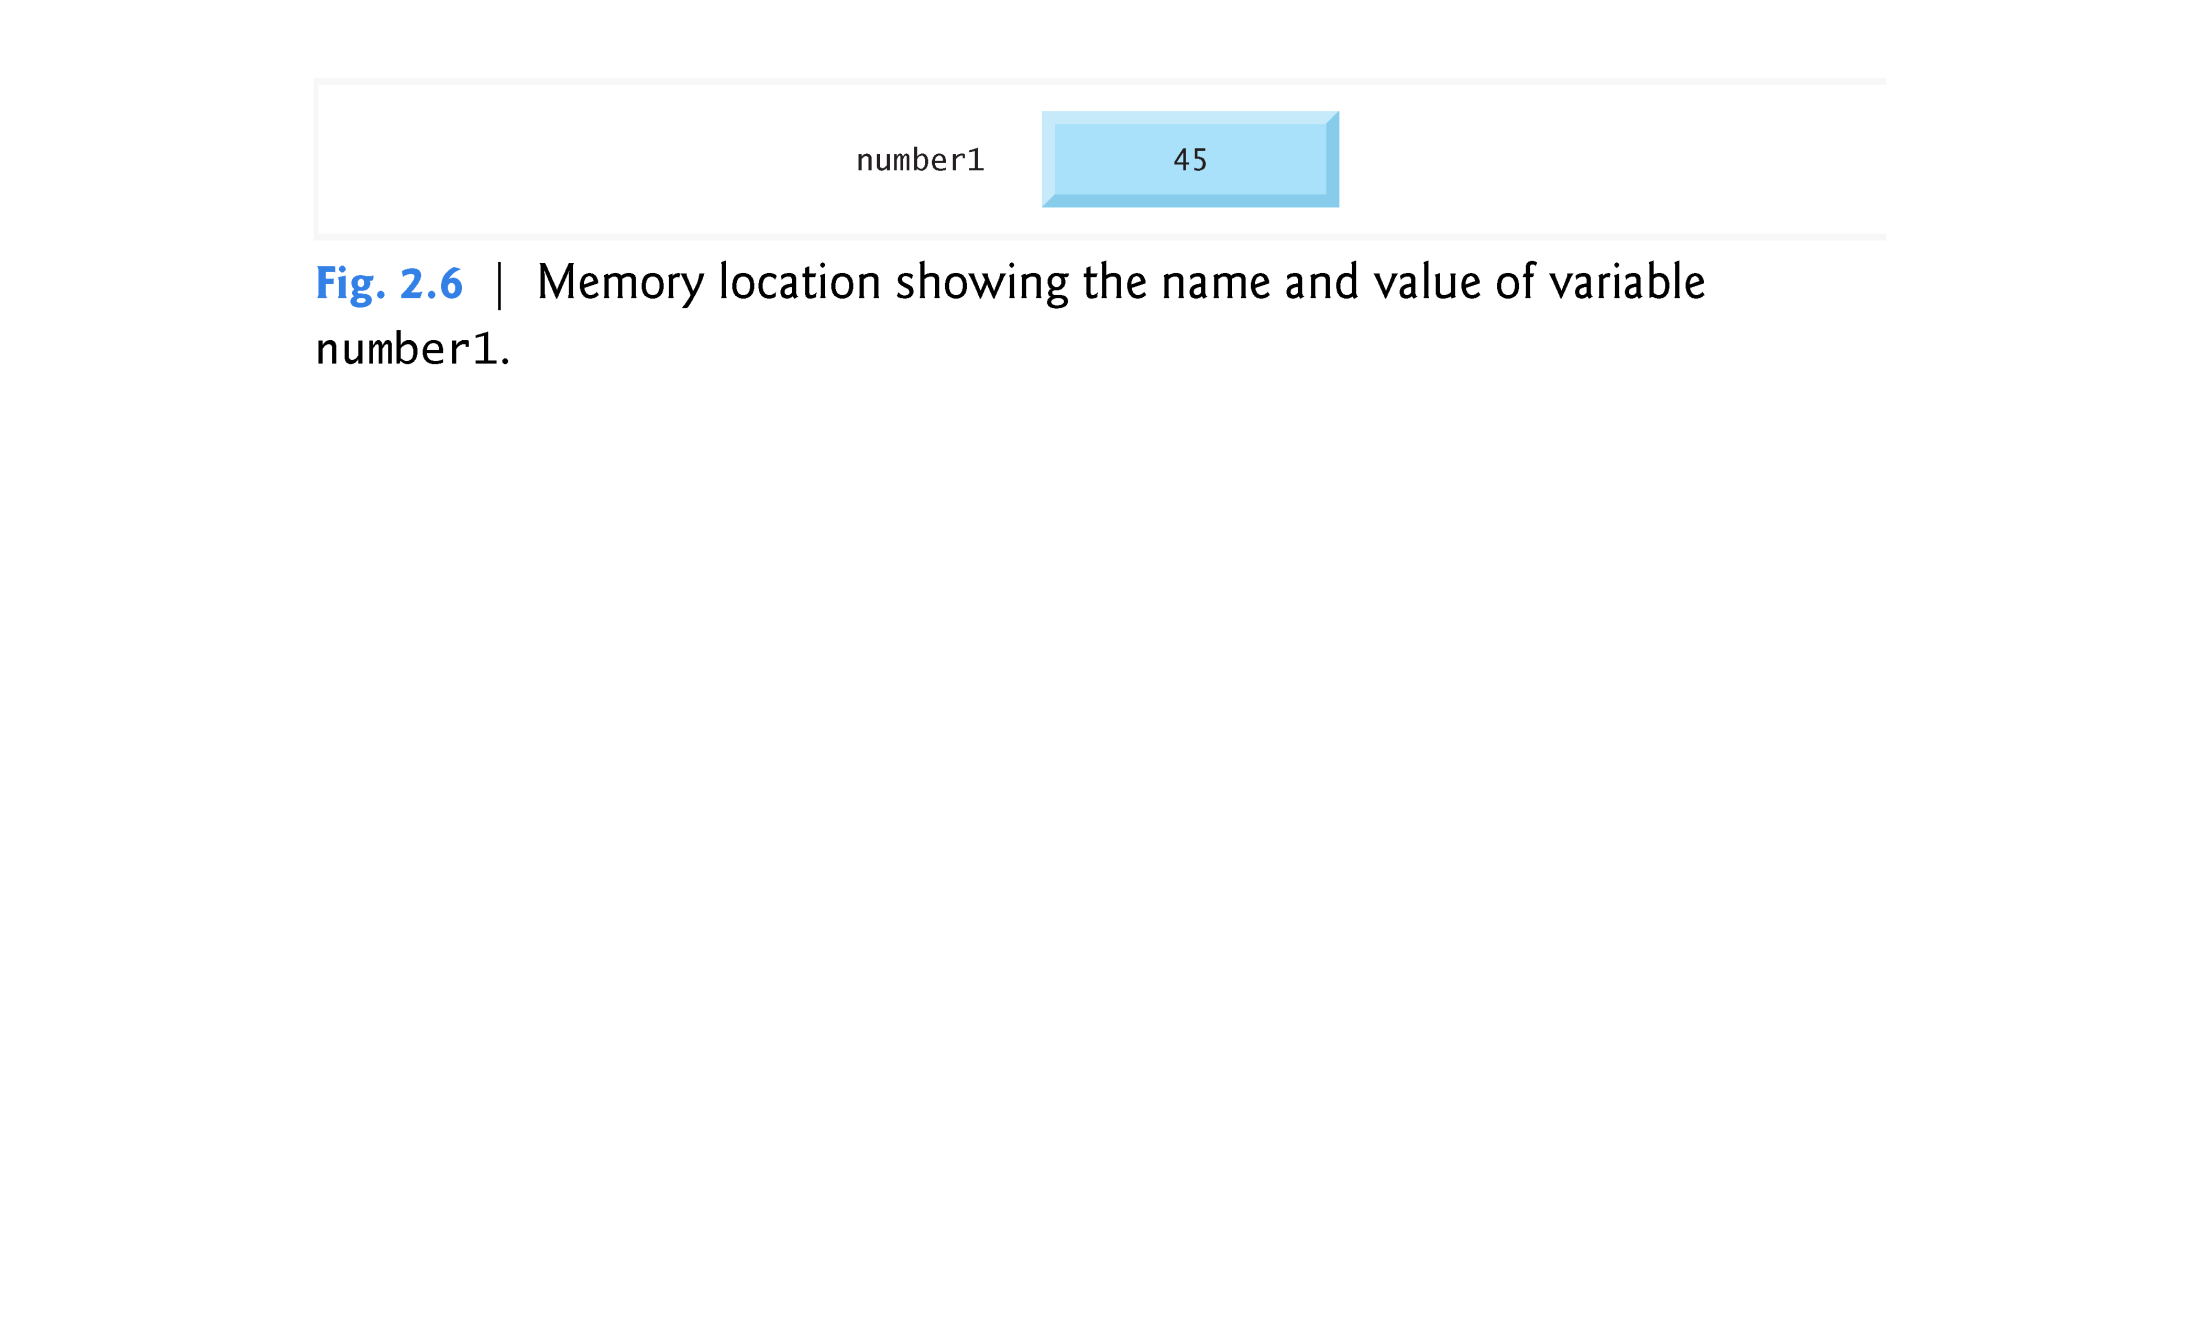 number1 45
Fig. 2.6 | Memory location showing the name and value of variable
number1.